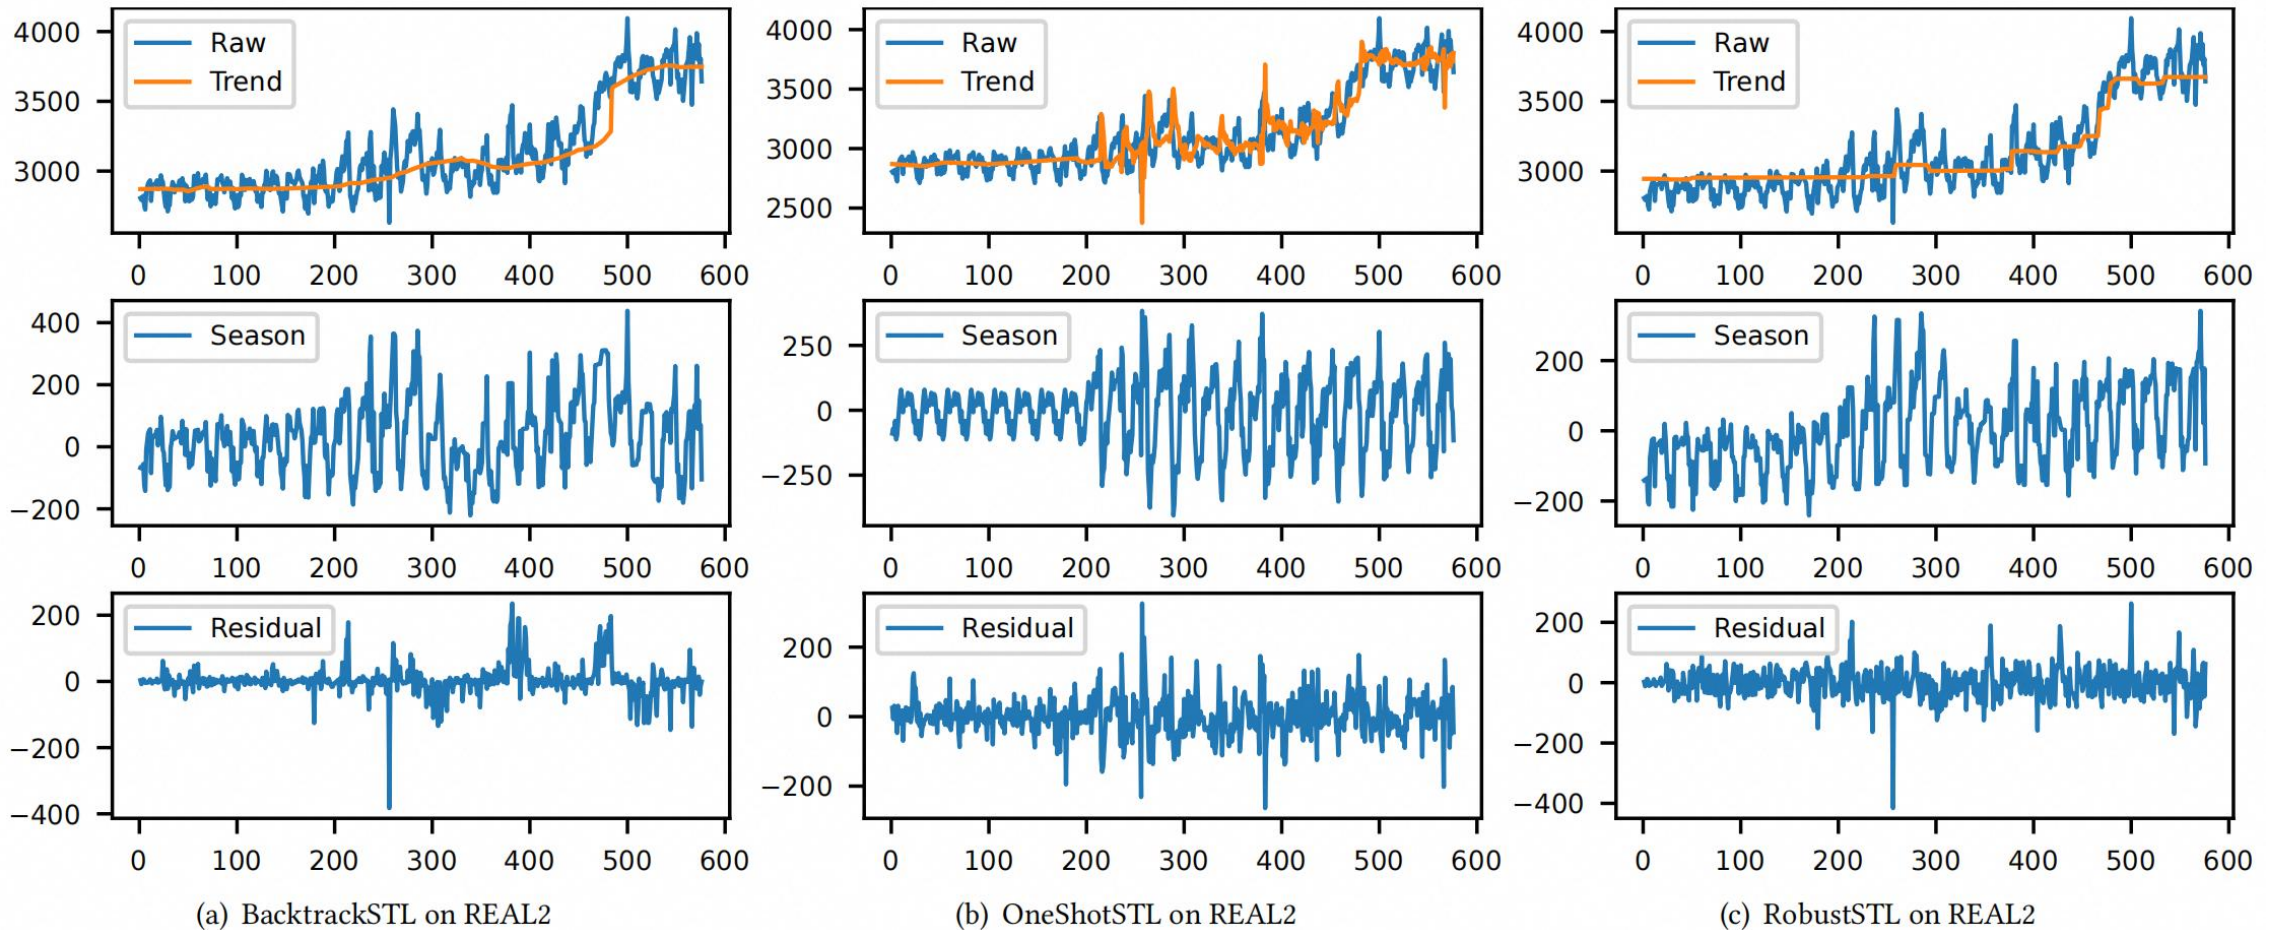 4000
3500
3000
Raw
Trend
0 100 200 300 400 500 600
400
200
0
−200
Season
0 100 200 300 400 500 600
200
0
−200
−400
Residual
0 100 200 300 400 500 600
(a) BacktrackSTL on REAL2
4000
3500
3000
2500
Raw
Trend
0 100 200 300 400 500 600
250
0
−250
Season
0 100 200 300 400 500 600
200
0
−200
Residual
0 100 200 300 400 500 600
(b) OneShotSTL on REAL2
4000
3500
3000
Raw
Trend
0 100 200 300 400 500 600
200
0
−200
Season
0 100 200 300 400 500 600
200
0
−200
−400
Residual
0 100 200 300 400 500 600
(c) RobustSTL on REAL2